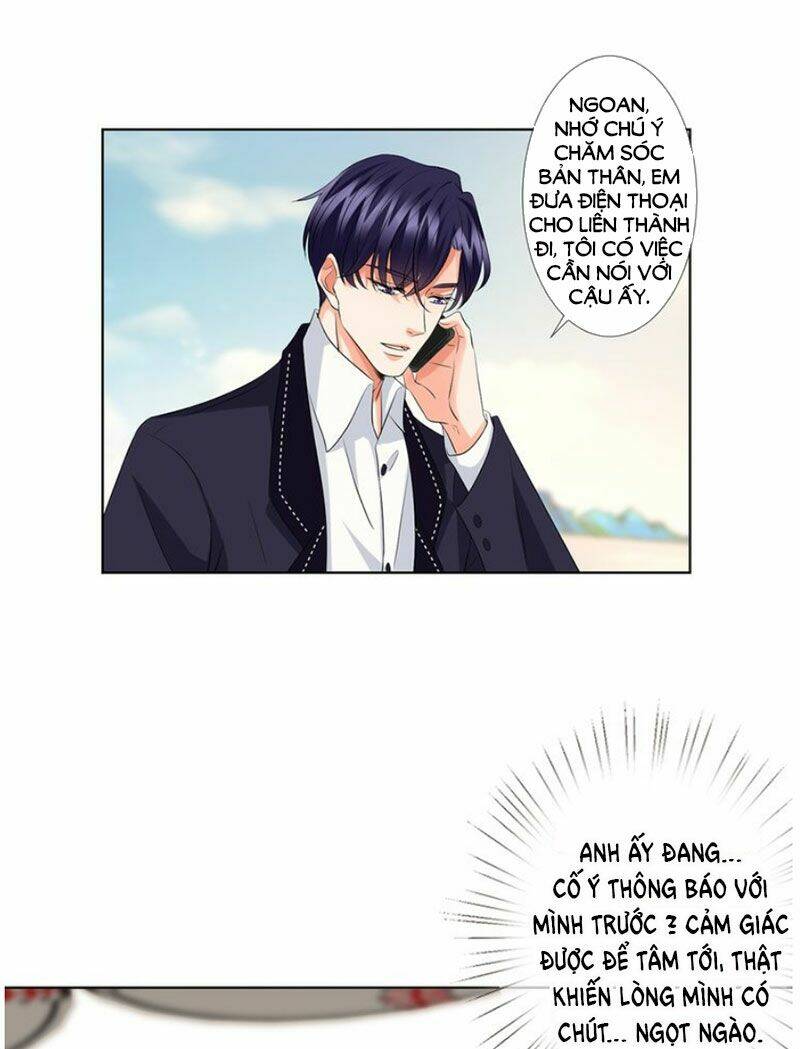 NGOAN,
NHỚ CHÚ Ý
CHĂM SÓC
BẢN THÂN, EM
ĐƯA ĐIỆN THOẠI
CHO LIÊN THÀNH
ĐI, TÔI CÓ VIỆC
CẦN NÓI VỚI
CẬU ẤY.
ANH ẤY ĐANG...
CỐ Ý THÔNG BÁO VỚI
MÌNH TRƯỚC ? CẢM GIÁC
ĐƯỢC ĐỂ TÂM TỚI, THẬT
KHIẾN LÒNG MÌNH CÓ
CHÚT... NGỌT NGÀO.